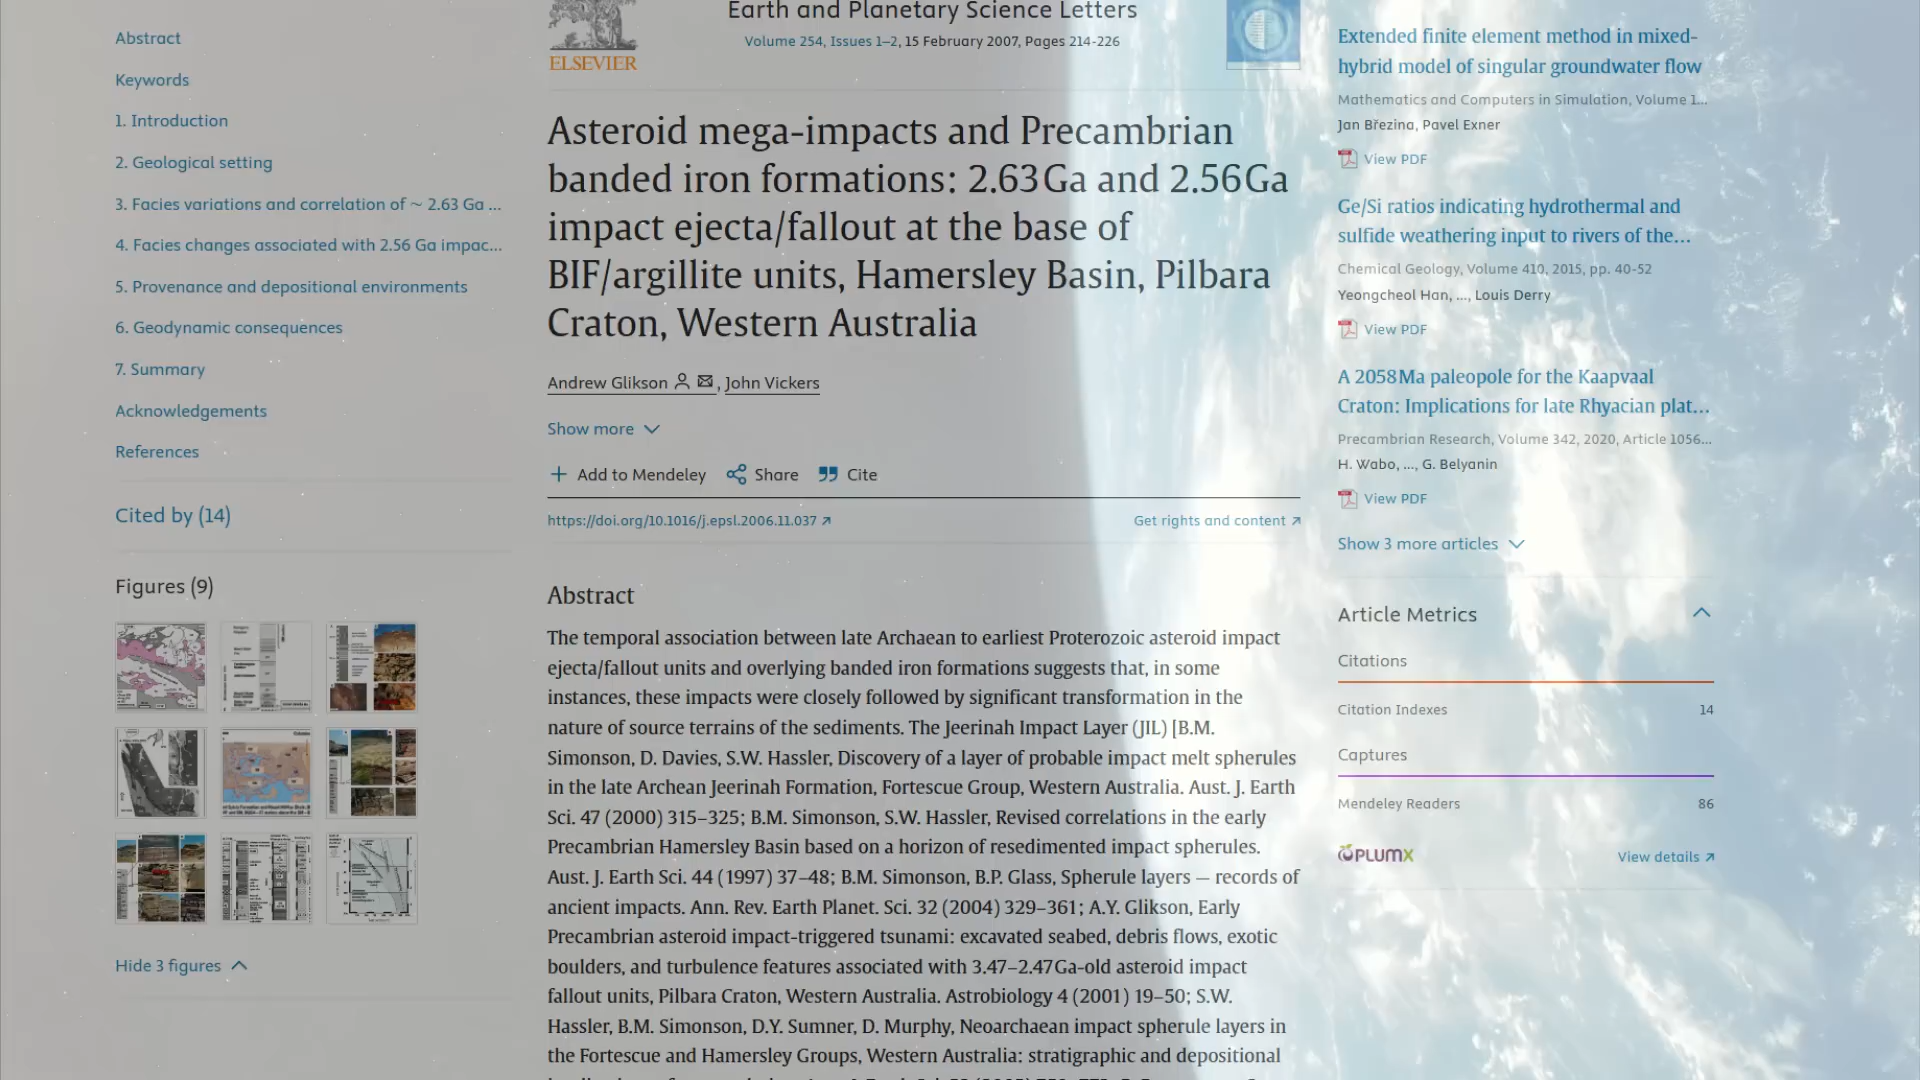 Abstract
Keywords
1. Introduction
2. Geological setting
3. Facies variations and correlation of ~ 2.63 Ga ...
4. Facies changes associated with 2.56 Ga impac...
5. Provenance and depositional environments
6. Geodynamic consequences
7. Summary
Acknowledgements
References
Cited by (14)
Figures (9)
Hide 3 figures
ELSEVIER
Earth and Planetary Science Letters
Volume 254, Issues 1–2, 15 February 2007, Pages 214-226
Asteroid mega-impacts and Precambrian
banded iron formations: 2.63 Ga and 2.56 Ga
impact ejecta/fallout at the base of
BIF/argillite units, Hamersley Basin, Pilbara
Craton, Western Australia
Andrew Glikson, John Vickers
Show more
Add to Mendeley Share Cite
https://doi.org/10.1016/j.epsl.2006.11.037 Get rights and content
Abstract
The temporal association between late Archaean to earliest Proterozoic asteroid impact
ejecta/fallout units and overlying banded iron formations suggests that, in some
instances, these impacts were closely followed by significant transformation in the
nature of source terrains of the sediments. The Jeerinah Impact Layer (JIL) [B.M.
Simonson, D. Davies, S.W. Hassler, Discovery of a layer of probable impact melt spherules
in the late Archean Jeerinah Formation, Fortescue Group, Western Australia. Aust. J. Earth
Sci. 47 (2000) 315–325; B.M. Simonson, S.W. Hassler, Revised correlations in the early
Precambrian Hamersley Basin based on a horizon of resedimented impact spherules.
Aust. J. Earth Sci. 44 (1997) 37–48; B.M. Simonson, B.P. Glass, Spherule layers — records of
ancient impacts. Ann. Rev. Earth Planet. Sci. 32 (2004) 329–361; A.Y. Glikson, Early
Precambrian asteroid impact-triggered tsunami: excavated seabed, debris flows, exotic
boulders, and turbulence features associated with 3.47–2.47 Ga-old asteroid impact
fallout units, Pilbara Craton, Western Australia. Astrobiology 4 (2001) 19–50; S.W.
Hassler, B.M. Simonson, D.Y. Sumner, D. Murphy, Neoarchaean impact spherule layers in
the Fortescue and Hamersley Groups, Western Australia: stratigraphic and depositional
Extended finite element method in mixed-
hybrid model of singular groundwater flow
Mathematics and Computers in Simulation, Volume 1...
Jan Březina, Pavel Exner
View PDF
Ge/Si ratios indicating hydrothermal and
sulfide weathering input to rivers of the...
Chemical Geology, Volume 410, 2015, pp. 40-52
Yeongcheol Han, ..., Louis Derry
View PDF
A 2058 Ma paleopole for the Kaapvaal
Craton: Implications for late Rhyacian plat...
Precambrian Research, Volume 342, 2020, Article 1056...
H. Wabo, ..., G. Belyanin
View PDF
Show 3 more articles
Article Metrics
Citations
Citation Indexes 14
Captures
Mendeley Readers 86
PLUMX View details